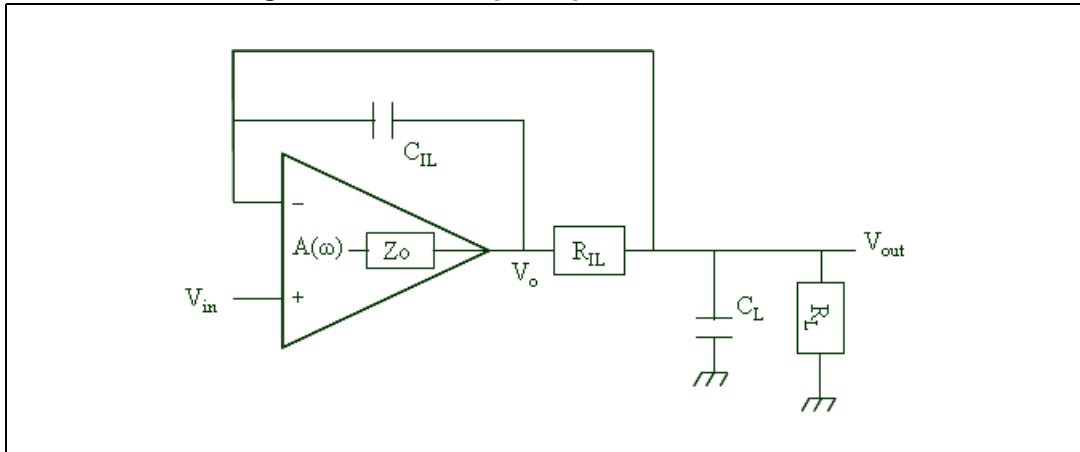 C_IL
−
A(ω)
Zo
V_o
R_IL
V_out
V_in
+
C_L
R_L